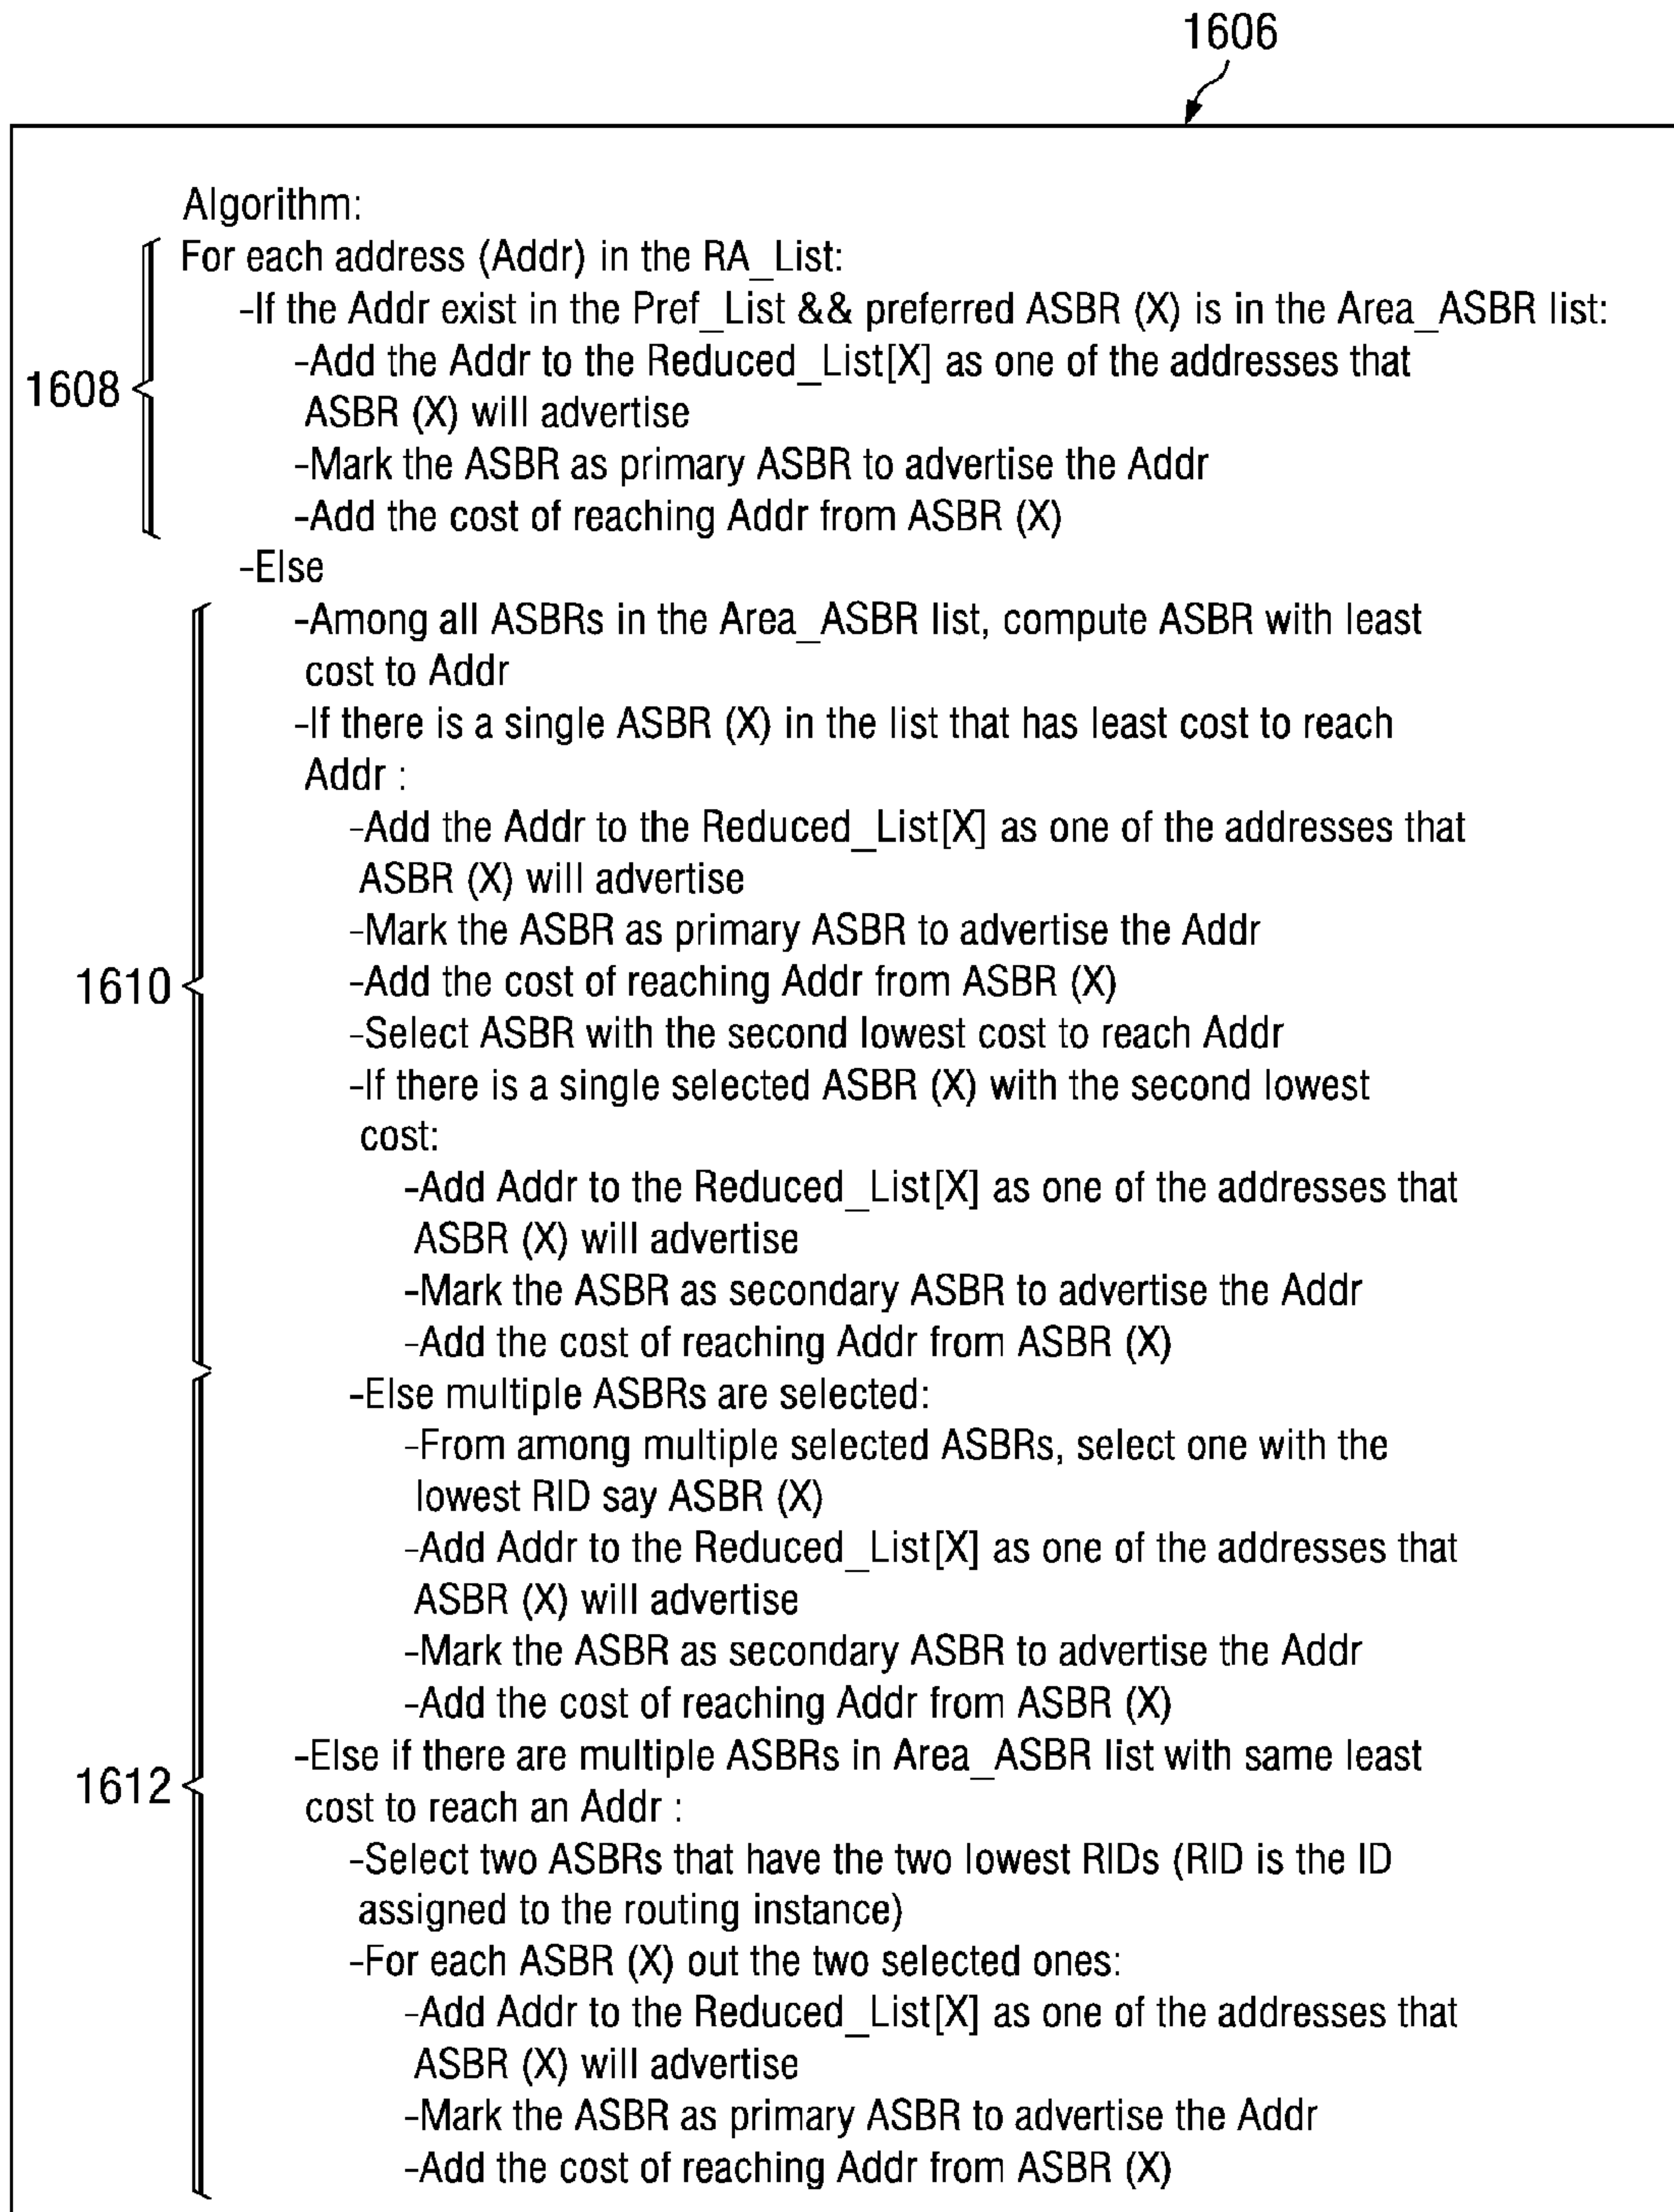 1606
Algorithm:
For each address (Addr) in the RA_List:
-If the Addr exist in the Pref_List && preferred ASBR (X) is in the Area_ASBR list:
-Add the Addr to the Reduced_List[X] as one of the addresses that
1608
ASBR (X) will advertise
-Mark the ASBR as primary ASBR to advertise the Addr
-Add the cost of reaching Addr from ASBR (X)
-Else
-Among all ASBRs in the Area_ASBR list, compute ASBR with least
cost to Addr
-If there is a single ASBR (X) in the list that has least cost to reach
Addr :
-Add the Addr to the Reduced_List[X] as one of the addresses that
ASBR (X) will advertise
-Mark the ASBR as primary ASBR to advertise the Addr
1610
-Add the cost of reaching Addr from ASBR (X)
-Select ASBR with the second lowest cost to reach Addr
-If there is a single selected ASBR (X) with the second lowest
cost:
-Add Addr to the Reduced_List[X] as one of the addresses that
ASBR (X) will advertise
-Mark the ASBR as secondary ASBR to advertise the Addr
-Add the cost of reaching Addr from ASBR (X)
-Else multiple ASBRs are selected:
-From among multiple selected ASBRs, select one with the
lowest RID say ASBR (X)
-Add Addr to the Reduced_List[X] as one of the addresses that
ASBR (X) will advertise
-Mark the ASBR as secondary ASBR to advertise the Addr
-Add the cost of reaching Addr from ASBR (X)
-Else if there are multiple ASBRs in Area_ASBR list with same least
1612
cost to reach an Addr :
-Select two ASBRs that have the two lowest RIDs (RID is the ID
assigned to the routing instance)
-For each ASBR (X) out the two selected ones:
-Add Addr to the Reduced_List[X] as one of the addresses that
ASBR (X) will advertise
-Mark the ASBR as primary ASBR to advertise the Addr
-Add the cost of reaching Addr from ASBR (X)